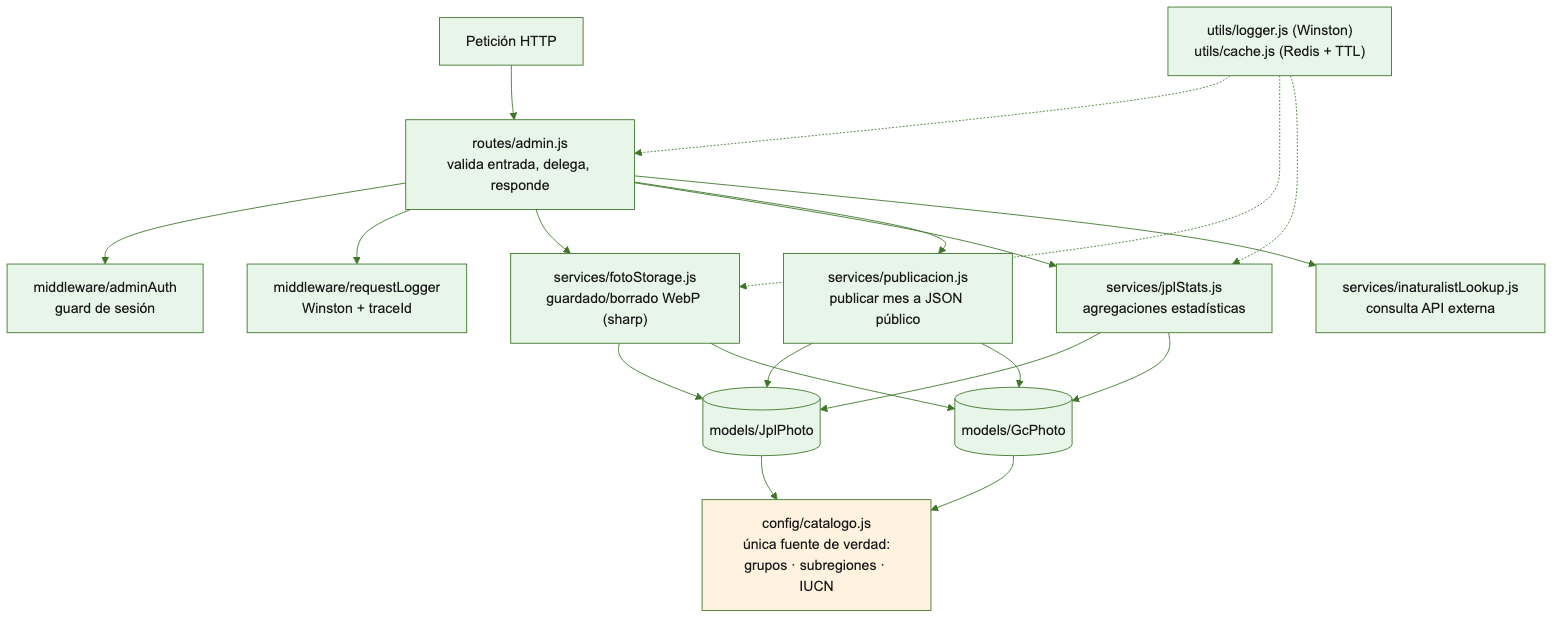 Petición HTTP
utils/logger.js (Winston)
utils/cache.js (Redis + TTL)
routes/admin.js
valida entrada, delega,
responde
middleware/adminAuth
guard de sesión
middleware/requestLogger
Winston + traceId
services/fotoStorage.js
guardado/borrado WebP
(sharp)
services/publicacion.js
publicar mes a JSON
público
services/jplStats.js
agregaciones estadísticas
services/inaturalistLookup.js
consulta API externa
models/JplPhoto
models/GcPhoto
config/catalogo.js
única fuente de verdad:
grupos · subregiones ·
IUCN